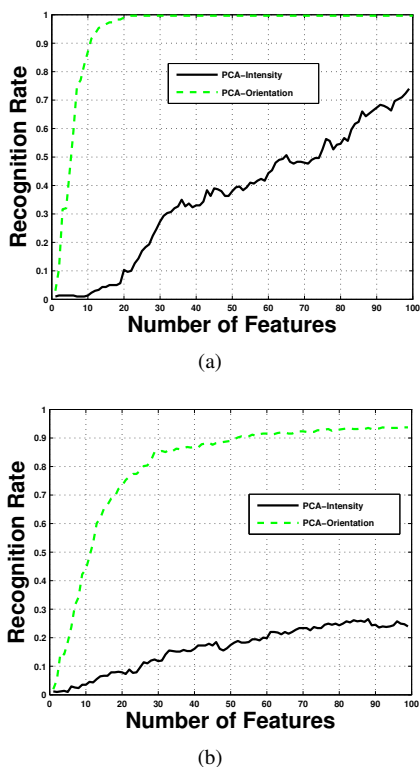 1
0.9
0.8
0.7
0.6
0.5
0.4
0.3
0.2
0.1
0
Recognition Rate
PCA-Intensity
PCA-Orientation
0 10 20 30 40 50 60 70 80 90 100
Number of Features
(a)
1
0.9
0.8
0.7
0.6
0.5
0.4
0.3
0.2
0.1
0
Recognition Rate
PCA-Intensity
PCA-Orientation
0 10 20 30 40 50 60 70 80 90 100
Number of Features
(b)